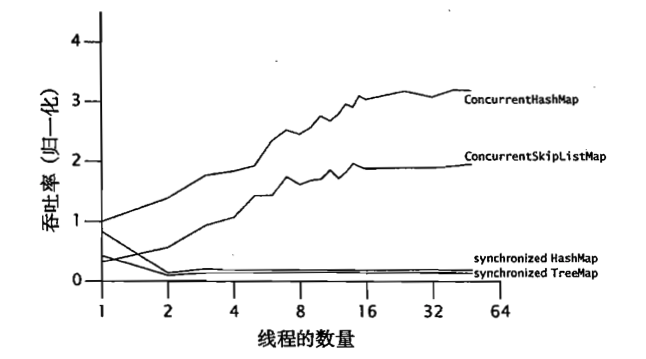 4
3
2
1
0
吞吐率（归一化）
ConcurrentHashMap
ConcurrentSkipListMap
synchronized HashMap
synchronized TreeMap
1 2 4 8 16 32 64
线程的数量